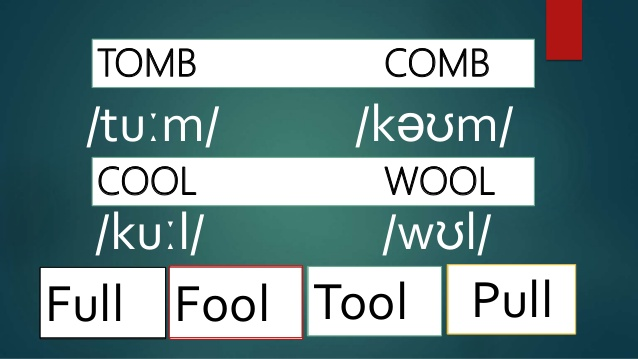 TOMB COMB
/tuːm/ /kəʊm/
COOL WOOL
/kuːl/ /wʊl/
Full Fool Tool Pull